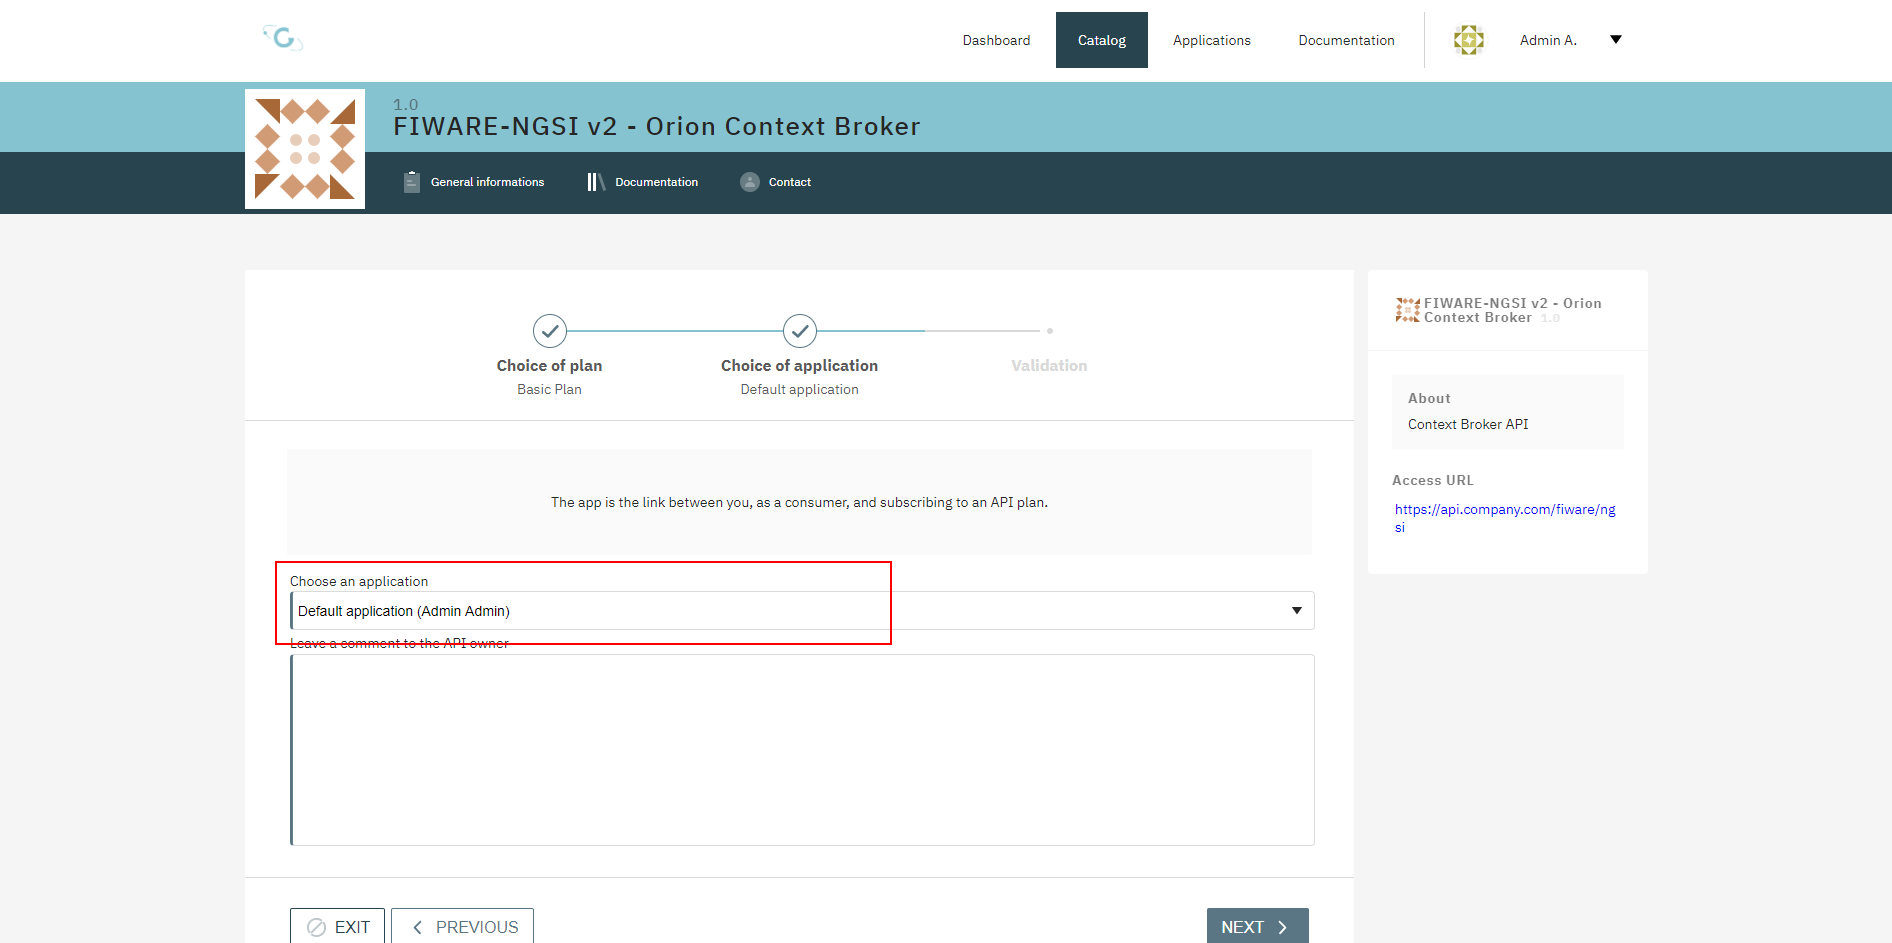 Dashboard
Catalog
Applications
Documentation
Admin A.
1.0
FIWARE-NGSI v2 - Orion Context Broker
General informations
Documentation
Contact
Choice of plan
Basic Plan
Choice of application
Default application
Validation
The app is the link between you, as a consumer, and subscribing to an API plan.
Choose an application
Default application (Admin Admin)
Leave a comment to the API owner
EXIT
PREVIOUS
NEXT
FIWARE-NGSI v2 - Orion
Context Broker 1.0
About
Context Broker API
Access URL
https://api.company.com/fiware/ng
si